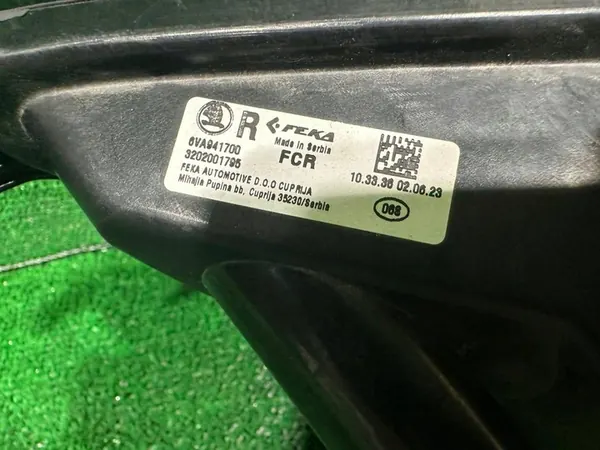 R FEKA
Made in Serbia
6VA941700
3202001795
FCR
FEKA AUTOMOTIVE D.O.O CUPRIJA
Mihajla Pupina bb, Cuprija 35230/Serbia
10.33.36 02.06.23
068